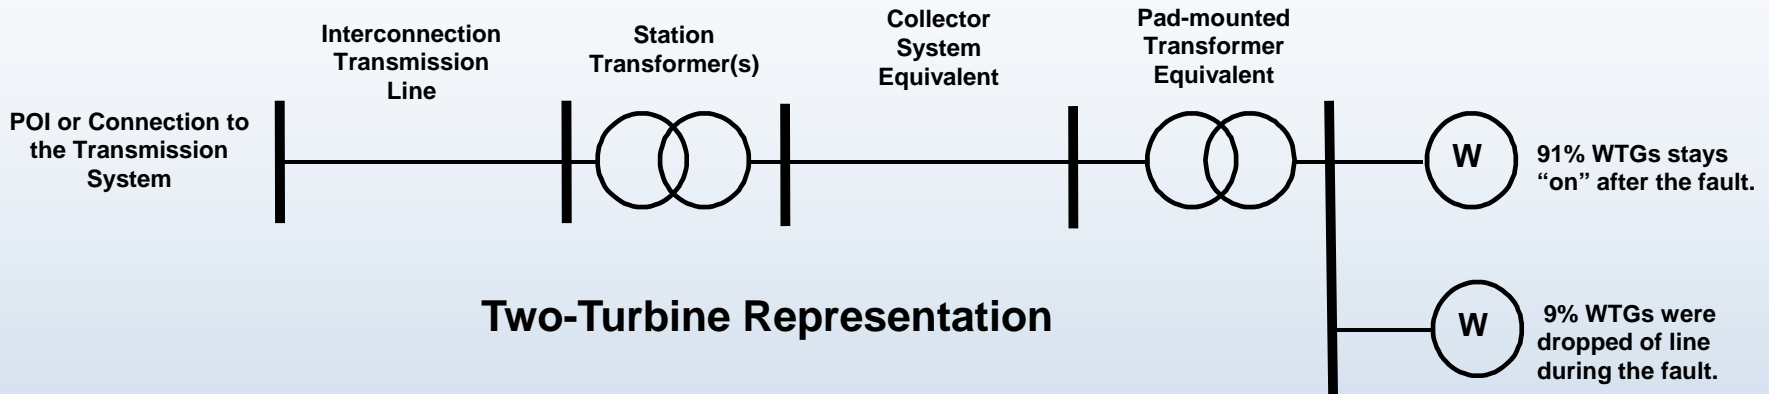 Interconnection
Transmission
Line
Station
Transformer(s)
Collector
System
Equivalent
Pad-mounted
Transformer
Equivalent
POI or Connection to
the Transmission
System
W
91% WTGs stays
“on” after the fault.
Two-Turbine Representation
W
9% WTGs were
dropped of line
during the fault.